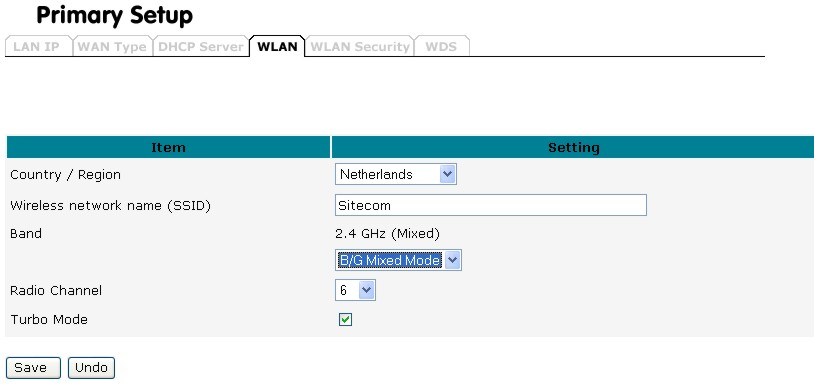 Primary Setup
LAN IP WAN Type DHCP Server WLAN WLAN Security WDS
Item Setting
Country / Region Netherlands
Wireless network name (SSID) Sitecom
Band 2.4 GHz (Mixed)
B/G Mixed Mode
Radio Channel 6
Turbo Mode
Save Undo